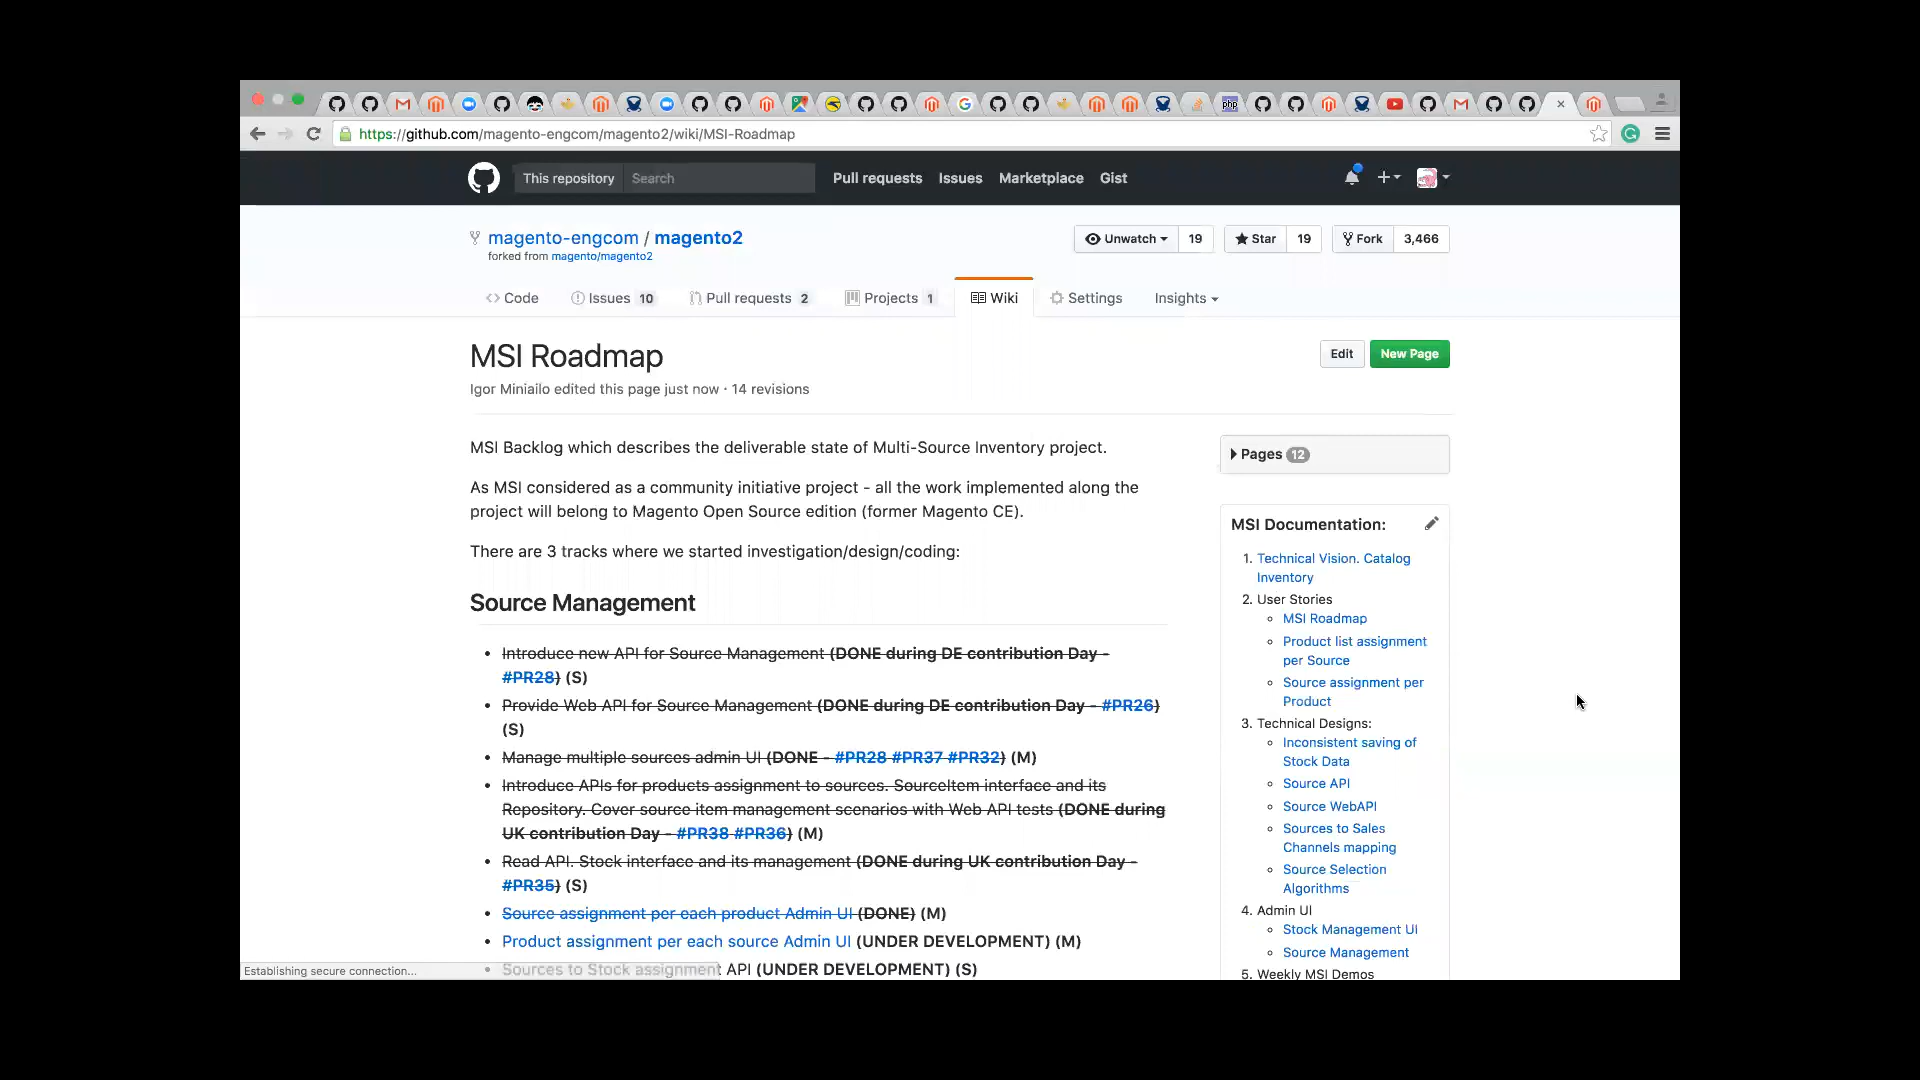 https://github.com/magento-engcom/magento2/wiki/MSI-Roadmap
This repository Search Pull requests Issues Marketplace Gist
magento-engcom / magento2
forked from magento/magento2
Unwatch 19 Star 19 Fork 3,466
Code Issues 10 Pull requests 2 Projects 1 Wiki Settings Insights
MSI Roadmap
Igor Miniailo edited this page just now · 14 revisions
Edit New Page
MSI Backlog which describes the deliverable state of Multi-Source Inventory project.
As MSI considered as a community initiative project - all the work implemented along the
project will belong to Magento Open Source edition (former Magento CE).
There are 3 tracks where we started investigation/design/coding:
Source Management
• Introduce new API for Source Management (DONE during DE contribution Day -
#PR28) (S)
• Provide Web API for Source Management (DONE during DE contribution Day - #PR26)
(S)
• Manage multiple sources admin UI (DONE - #PR28 #PR37 #PR32) (M)
• Introduce APIs for products assignment to sources. SourceItem interface and its
Repository. Cover source item management scenarios with Web API tests (DONE during
UK contribution Day - #PR38 #PR36) (M)
• Read API. Stock interface and its management (DONE during UK contribution Day -
#PR35) (S)
• Source assignment per each product Admin UI (DONE) (M)
• Product assignment per each source Admin UI (UNDER DEVELOPMENT) (M)
• Sources to Stock assignment API (UNDER DEVELOPMENT) (S)
Pages 12
MSI Documentation:
1. Technical Vision. Catalog
Inventory
2. User Stories
MSI Roadmap
Product list assignment
per Source
Source assignment per
Product
3. Technical Designs:
Inconsistent saving of
Stock Data
Source API
Source WebAPI
Sources to Sales
Channels mapping
Source Selection
Algorithms
4. Admin UI
Stock Management UI
Source Management
5. Weekly MSI Demos
Establishing secure connection...
php